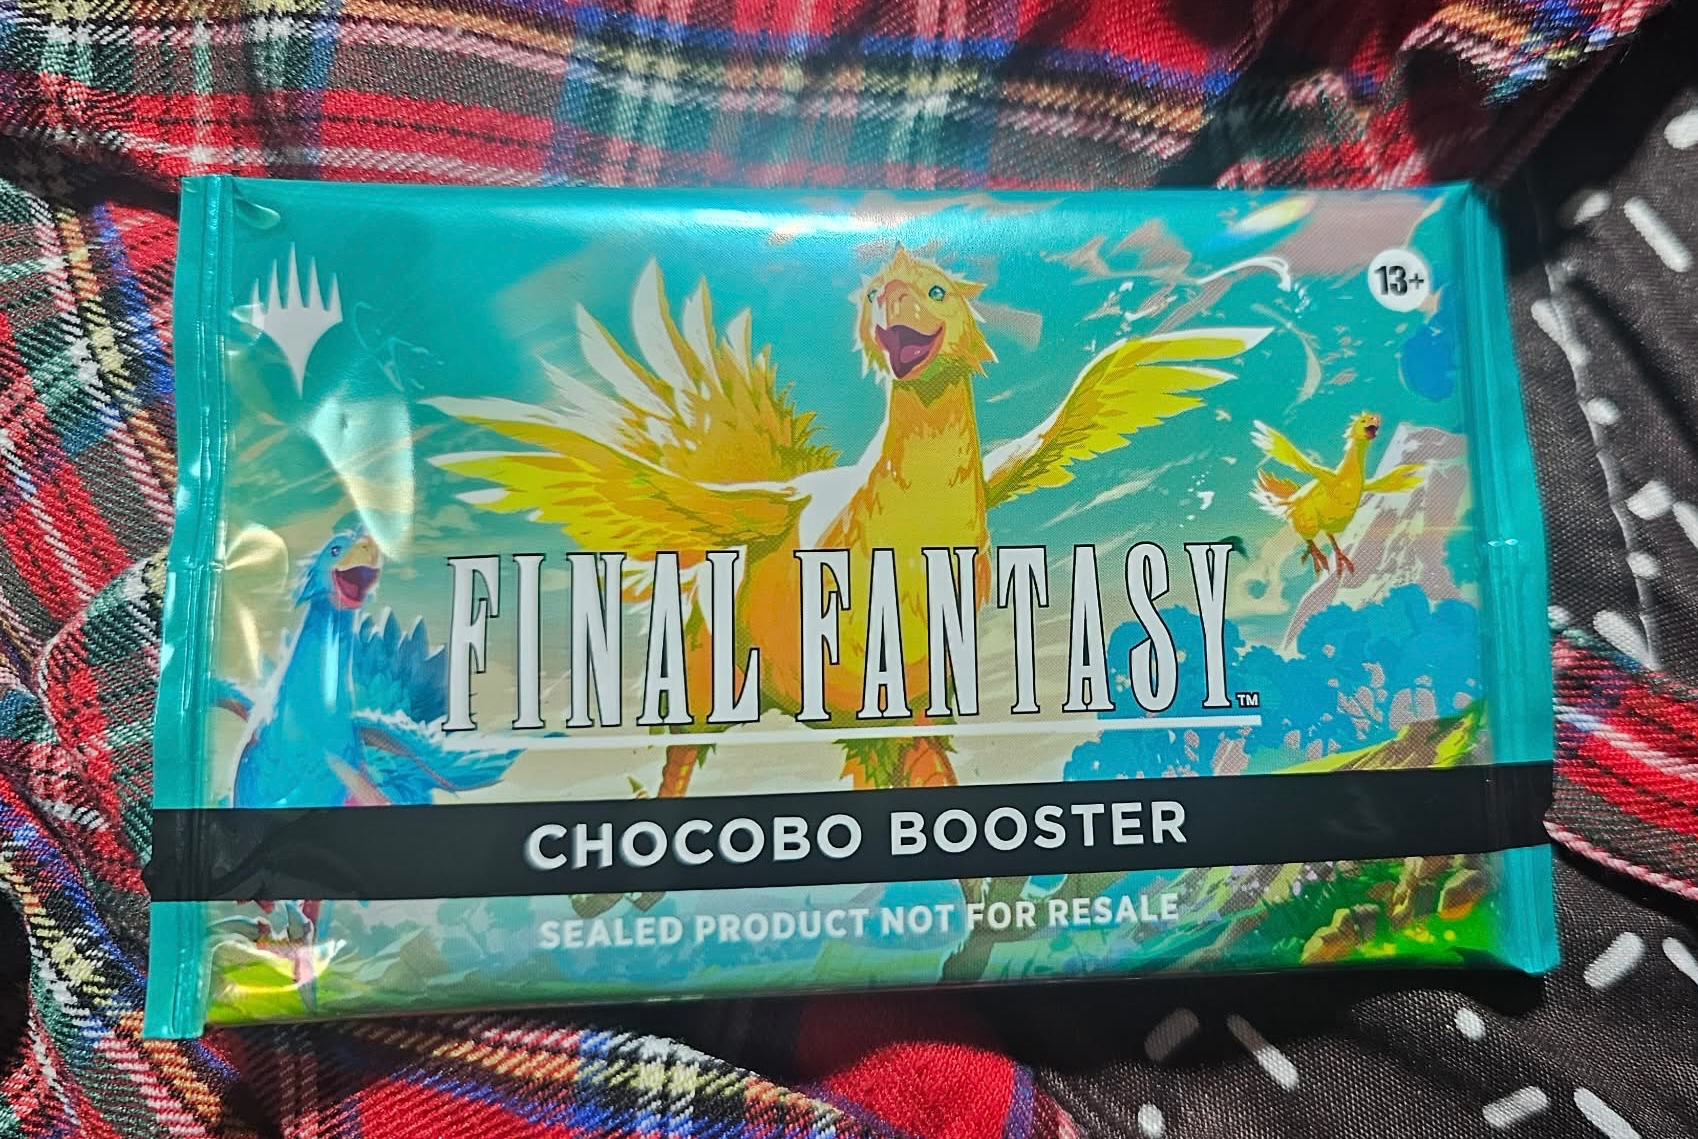 13+
FINAL FANTASY™
CHOCOBO BOOSTER
SEALED PRODUCT NOT FOR RESALE